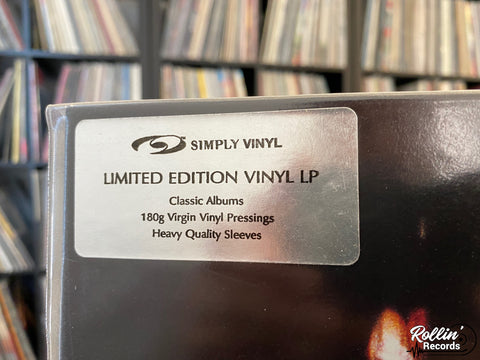 SIMPLY VINYL
LIMITED EDITION VINYL LP
Classic Albums
180g Virgin Vinyl Pressings
Heavy Quality Sleeves
Rollin'
Records